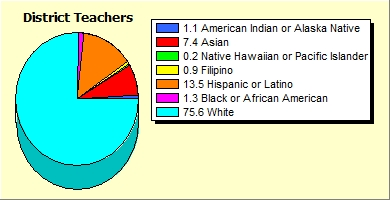 District Teachers
1.1 American Indian or Alaska Native
7.4 Asian
0.2 Native Hawaiian or Pacific Islander
0.9 Filipino
13.5 Hispanic or Latino
1.3 Black or African American
75.6 White